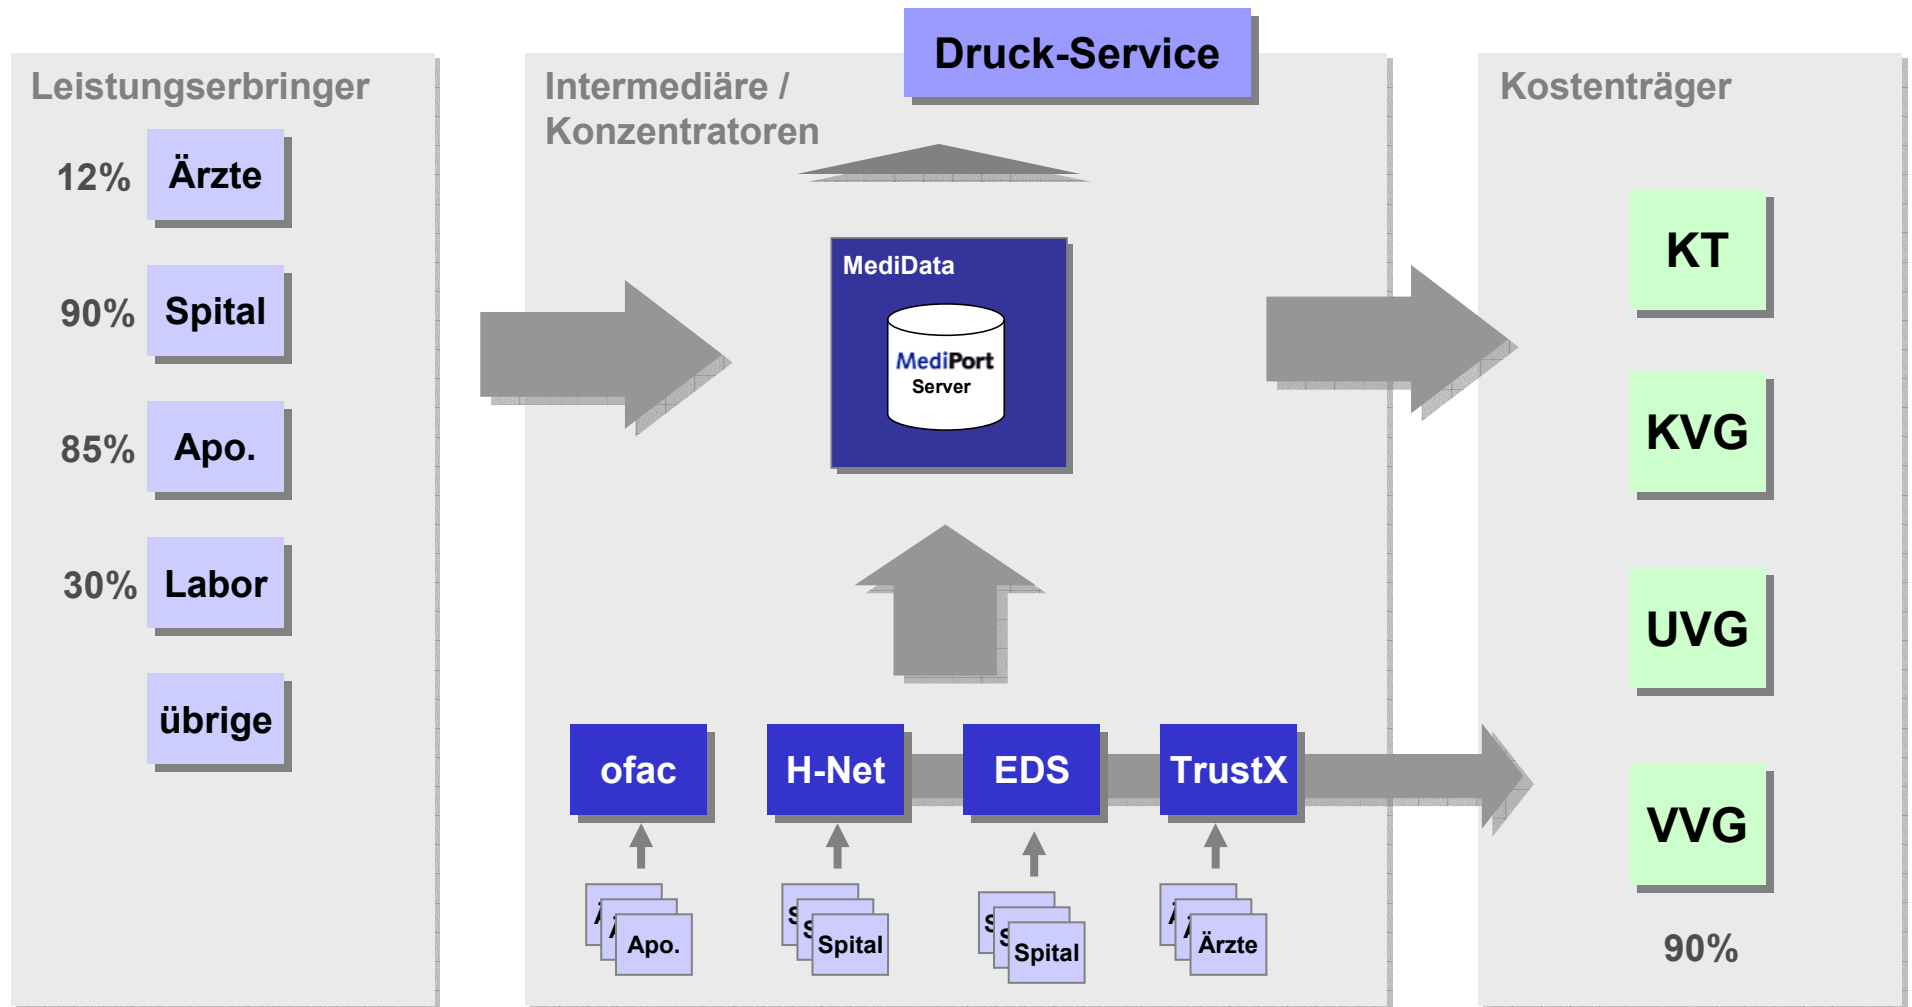 Druck-Service
Leistungserbringer
12%
Ärzte
90%
Spital
85%
Apo.
30%
Labor
übrige
Intermediäre /
Konzentratoren
MediData
MediPort
Server
ofac
H-Net
EDS
TrustX
Apo.
Spital
Spital
Ärzte
Kostenträger
KT
KVG
UVG
VVG
90%